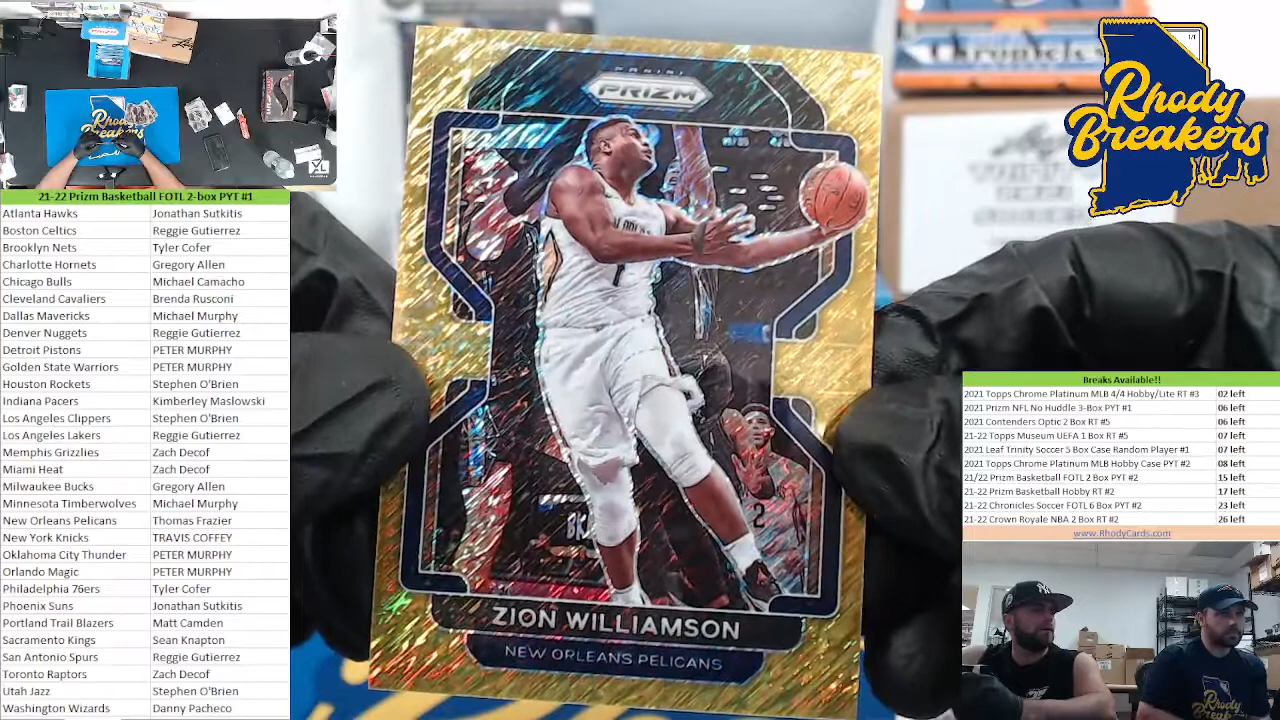 21-22 Prizm Basketball FOTL 2-box PYT #1
Atlanta Hawks Jonathan Sutkitis
Boston Celtics Reggie Gutierrez
Brooklyn Nets Tyler Cofer
Charlotte Hornets Gregory Allen
Chicago Bulls Michael Camacho
Cleveland Cavaliers Brenda Rusconi
Dallas Mavericks Michael Murphy
Denver Nuggets Reggie Gutierrez
Detroit Pistons PETER MURPHY
Golden State Warriors PETER MURPHY
Houston Rockets Stephen O'Brien
Indiana Pacers Kimberley Maslowski
Los Angeles Clippers Stephen O'Brien
Los Angeles Lakers Reggie Gutierrez
Memphis Grizzlies Zach Decof
Miami Heat Zach Decof
Milwaukee Bucks Gregory Allen
Minnesota Timberwolves Michael Murphy
New Orleans Pelicans Thomas Frazier
New York Knicks TRAVIS COFFEY
Oklahoma City Thunder PETER MURPHY
Orlando Magic PETER MURPHY
Philadelphia 76ers Tyler Cofer
Phoenix Suns Jonathan Sutkitis
Portland Trail Blazers Matt Camden
Sacramento Kings Sean Knapton
San Antonio Spurs Reggie Gutierrez
Toronto Raptors Zach Decof
Utah Jazz Stephen O'Brien
Washington Wizards Danny Pacheco
PANINI
PRIZM
1
2
ZION WILLIAMSON
NEW ORLEANS PELICANS
Chronicles
1/1
Rhody
Breakers
Breaks Available!!
2021 Topps Chrome Platinum MLB 4/4 Hobby/Lite RT #3 02 left
2021 Prizm NFL No Huddle 3-Box PYT #1 06 left
2021 Contenders Optic 2 Box RT #5 06 left
21-22 Topps Museum UEFA 1 Box RT #5 07 left
2021 Leaf Trinity Soccer 5 Box Case Random Player #1 07 left
2021 Topps Chrome Platinum MLB Hobby Case PYT #2 08 left
21/22 Prizm Basketball FOTL 2 Box PYT #2 15 left
21-22 Prizm Basketball Hobby RT #2 17 left
21-22 Chronicles Soccer FOTL 6 Box PYT #2 23 left
21-22 Crown Royale NBA 2 Box RT #2 26 left
www.RhodyCards.com
Rhody
Breakers